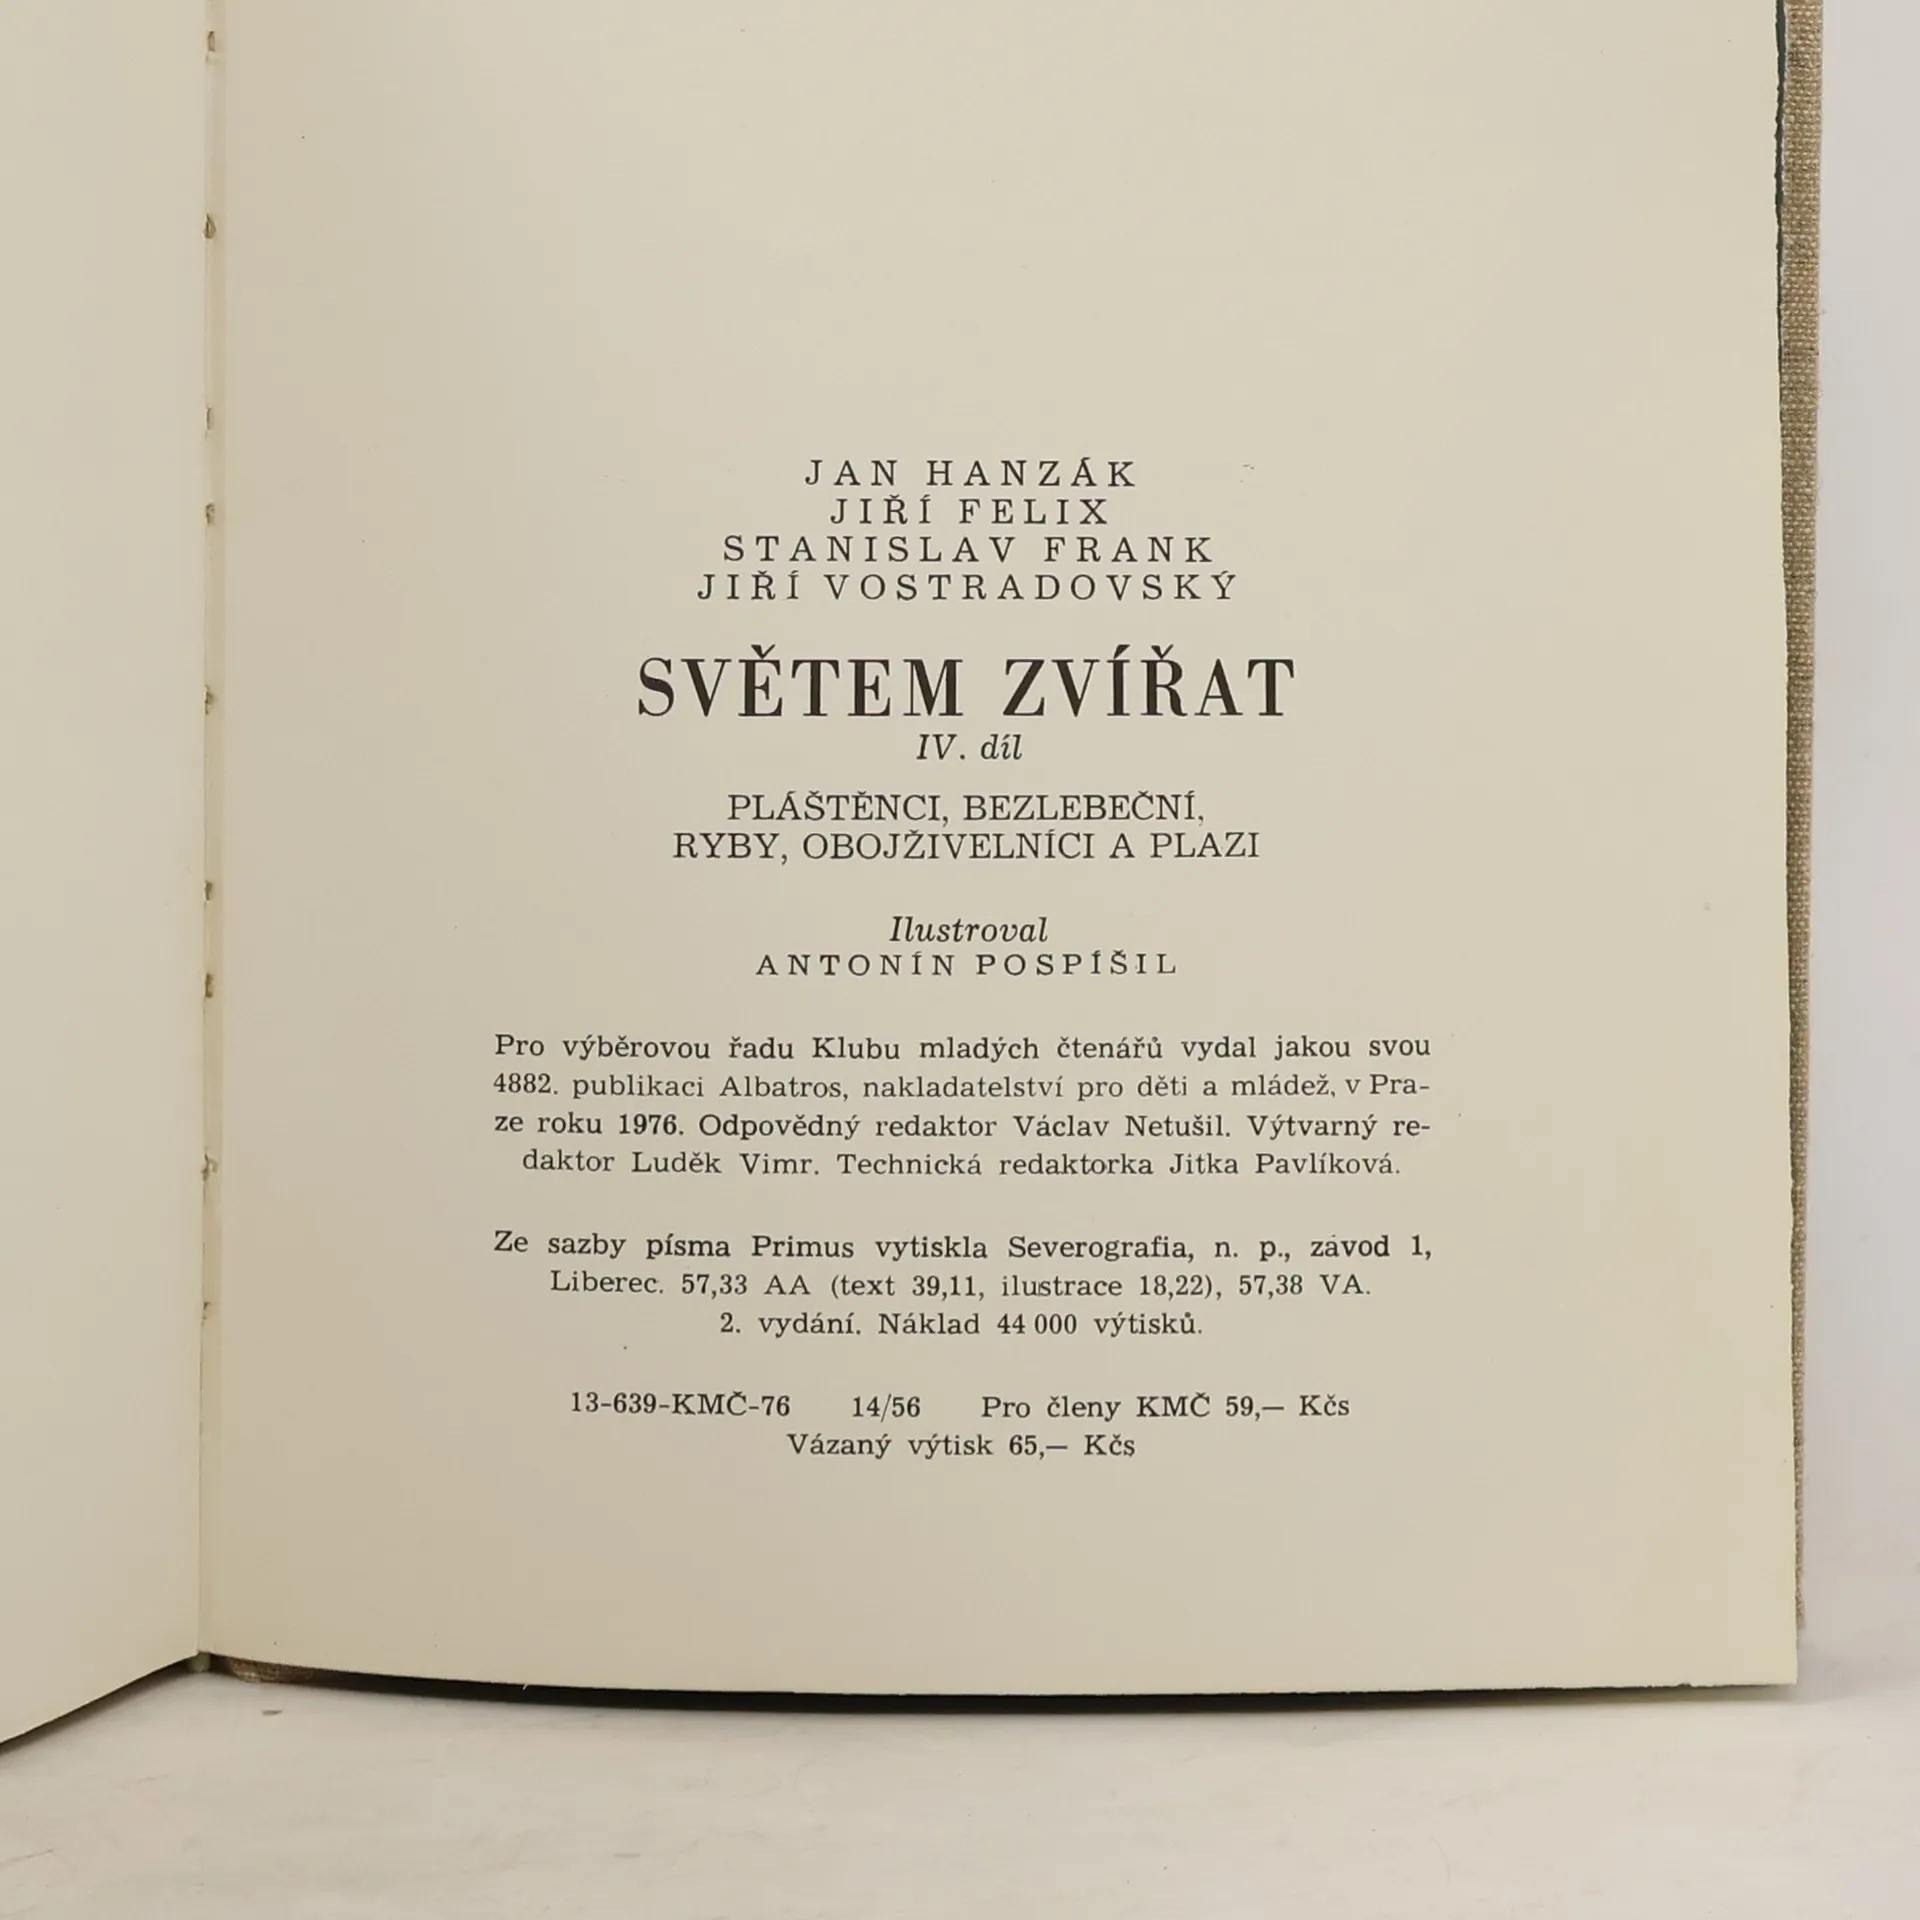 JAN HANZÁK
JIŘÍ FELIX
STANISLAV FRANK
JIŘÍ VOSTRADOVSKÝ
SVĚTEM ZVÍŘAT
IV. díl
PLÁŠTĚNCI, BEZLEBEČNÍ,
RYBY, OBOJŽIVELNÍCI A PLAZI
Ilustroval
ANTONÍN POSPÍŠIL
Pro výběrovou řadu Klubu mladých čtenářů vydal jakou svou
4882. publikaci Albatros, nakladatelství pro děti a mládež, v Pra-
ze roku 1976. Odpovědný redaktor Václav Netušil. Výtvarný re-
daktor Luděk Vimr. Technická redaktorka Jitka Pavlíková.
Ze sazby písma Primus vytiskla Severografia, n. p., závod 1,
Liberec. 57,33 AA (text 39,11, ilustrace 18,22), 57,38 VA.
2. vydání. Náklad 44 000 výtisků.
13-639-KMČ-76 14/56 Pro členy KMČ 59,— Kčs
Vázaný výtisk 65,— Kčs